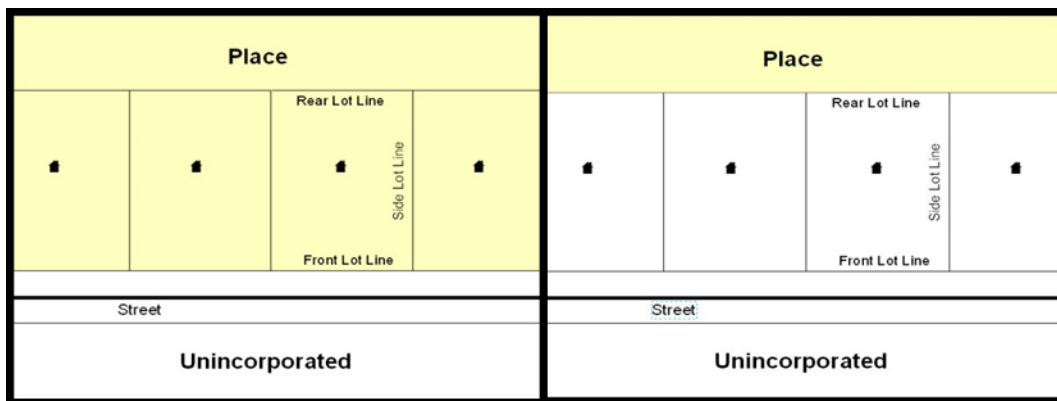 Place
Rear Lot Line
Side Lot Line
Front Lot Line
Street
Unincorporated
Place
Rear Lot Line
Side Lot Line
Front Lot Line
Street
Unincorporated